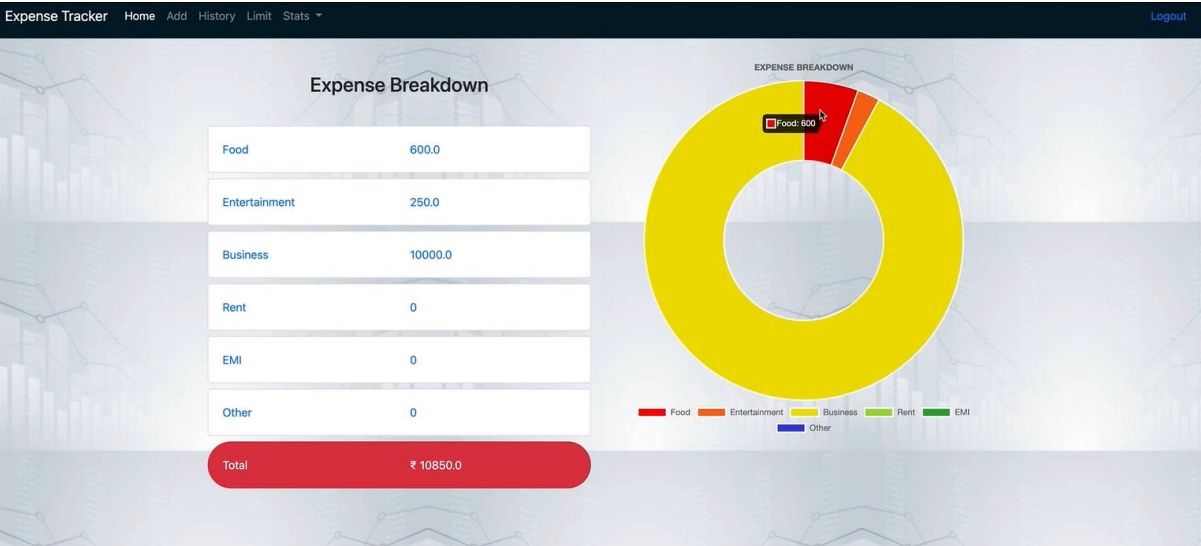 Expense Tracker Home Add History Limit Stats Logout
Expense Breakdown
Food 600.0
Entertainment 250.0
Business 10000.0
Rent 0
EMI 0
Other 0
Total ₹ 10850.0
EXPENSE BREAKDOWN
Food: 600
Food Entertainment Business Rent EMI
Other